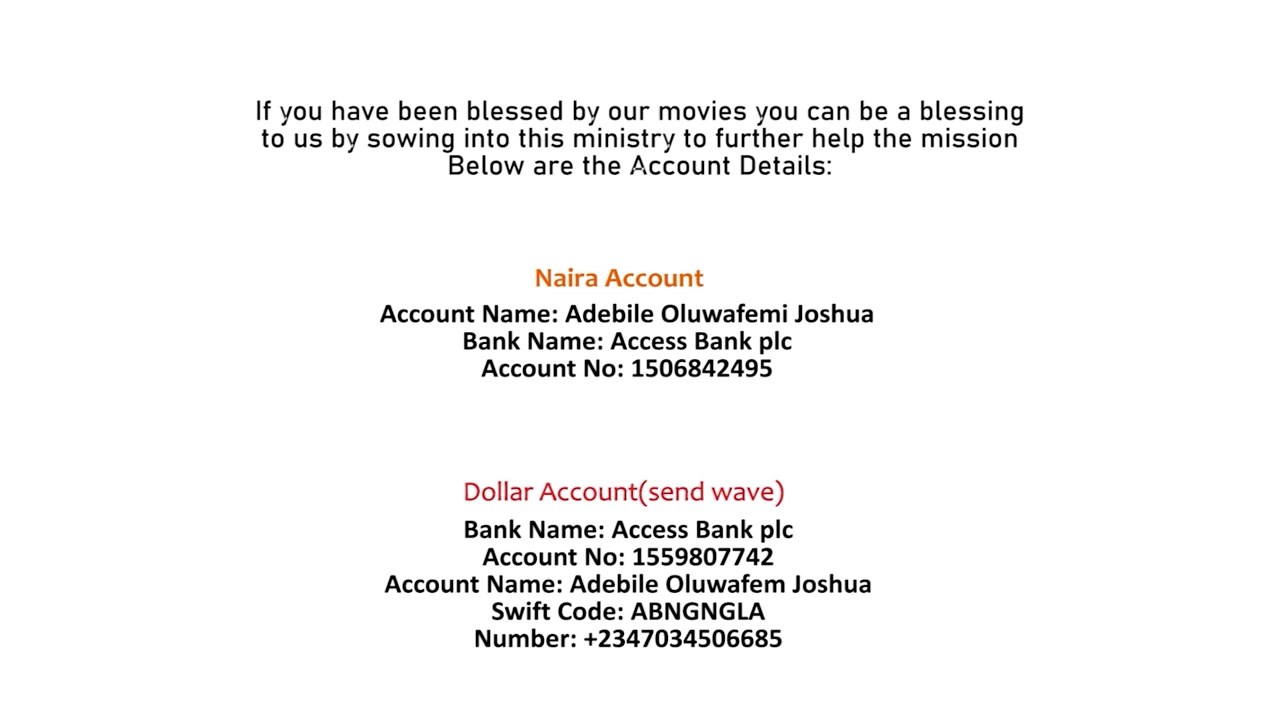 If you have been blessed by our movies you can be a blessing
to us by sowing into this ministry to further help the mission
Below are the Account Details:
Naira Account
Account Name: Adebile Oluwafemi Joshua
Bank Name: Access Bank plc
Account No: 1506842495
Dollar Account(send wave)
Bank Name: Access Bank plc
Account No: 1559807742
Account Name: Adebile Oluwafem Joshua
Swift Code: ABNGNGLA
Number: +2347034506685